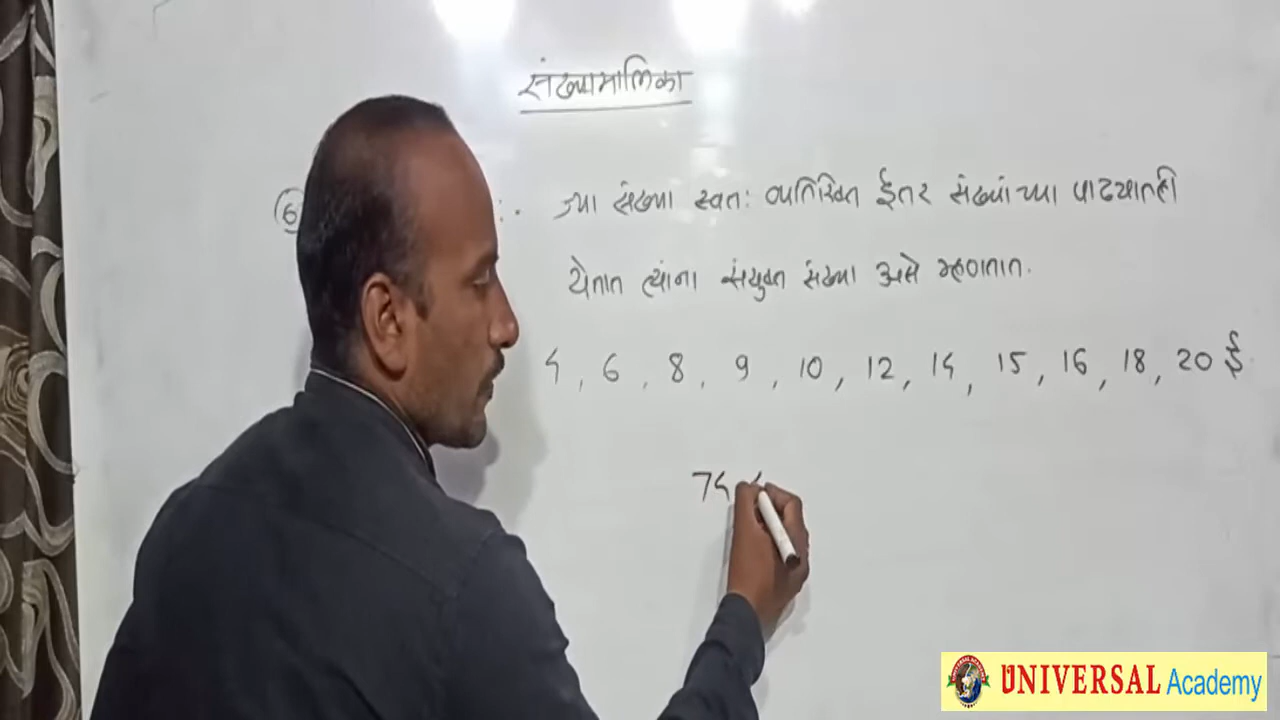 संख्यामालिका
6 :. ज्या संख्या स्वतः व्यतिरिक्त ईतर संख्यांच्या पाढयातही
येतात त्यांना संयुक्त संख्या असे म्हणतात.
4, 6, 8, 9, 10, 12, 14, 15, 16, 18, 20 ई
74
UNIVERSAL Academy